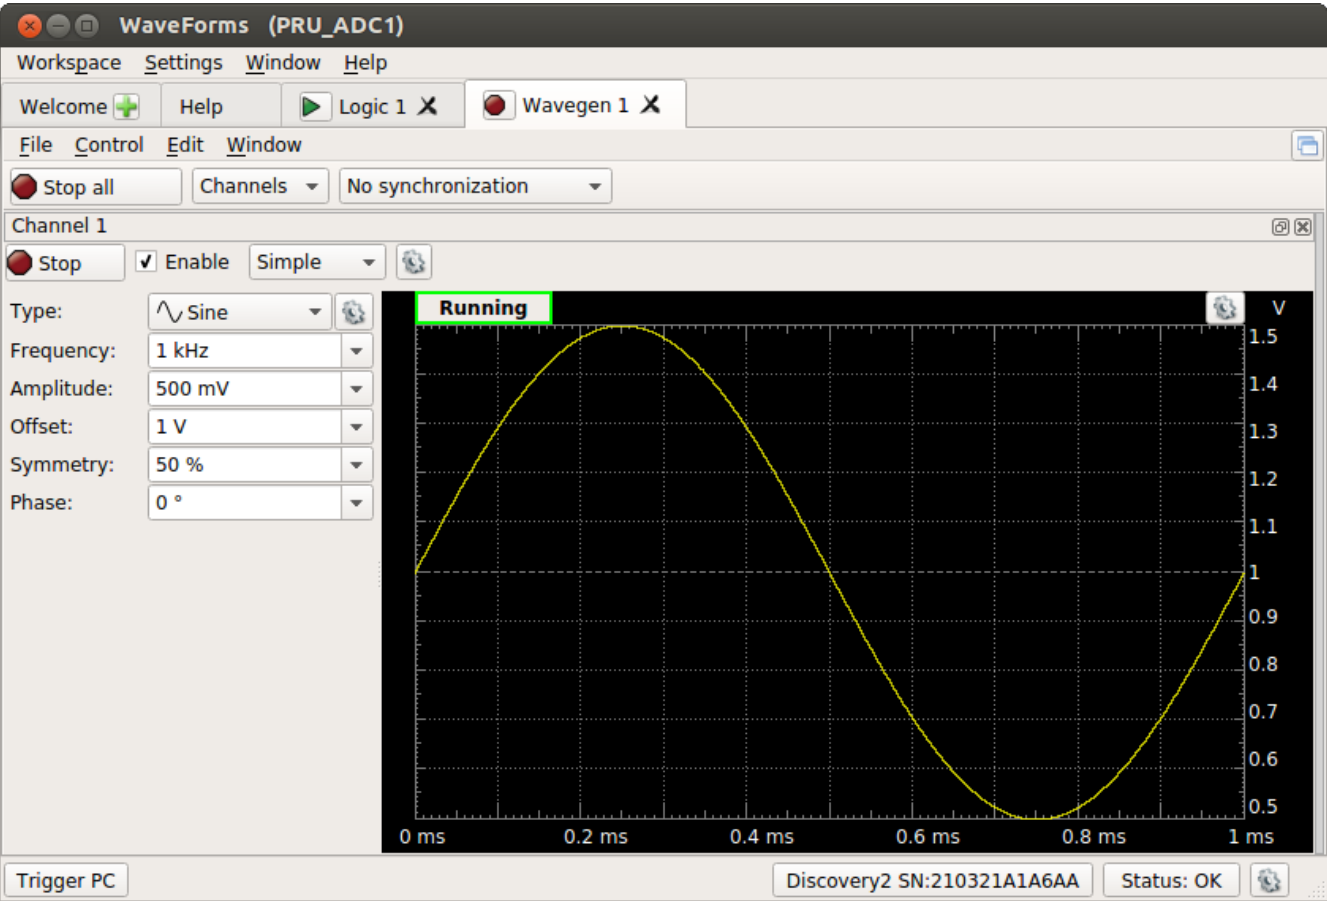 WaveForms (PRU_ADC1)
Workspace Settings Window Help
Welcome Help Logic 1 Wavegen 1
File Control Edit Window
Stop all Channels No synchronization
Channel 1
Stop Enable Simple
Type: Sine
Frequency: 1 kHz
Amplitude: 500 mV
Offset: 1 V
Symmetry: 50 %
Phase: 0 °
Running V
1.5
1.4
1.3
1.2
1.1
1
0.9
0.8
0.7
0.6
0.5
0 ms 0.2 ms 0.4 ms 0.6 ms 0.8 ms 1 ms
Trigger PC Discovery2 SN:210321A1A6AA Status: OK